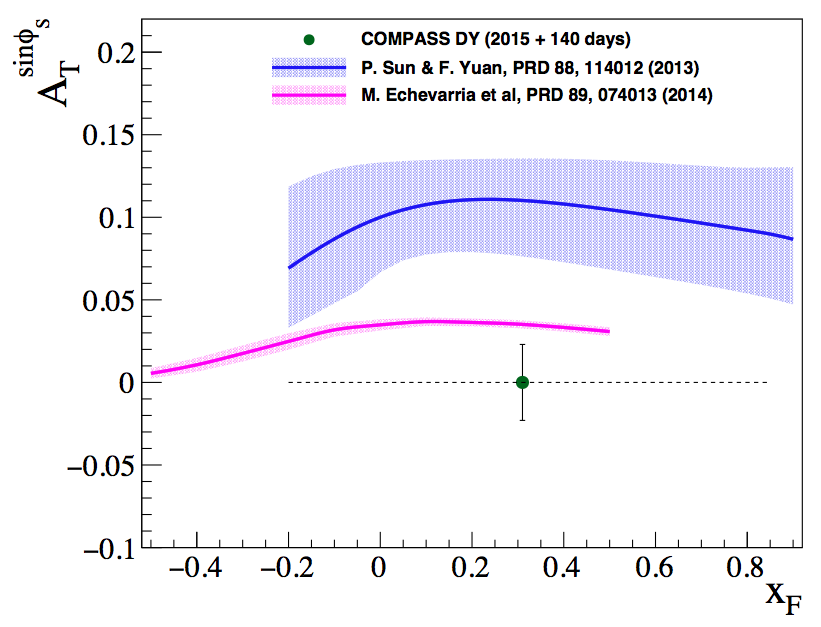 A_T^{sinϕ_s}
COMPASS DY (2015 + 140 days)
P. Sun & F. Yuan, PRD 88, 114012 (2013)
M. Echevarria et al, PRD 89, 074013 (2014)
0.2
0.15
0.1
0.05
0
−0.05
−0.1
−0.4 −0.2 0 0.2 0.4 0.6 0.8
x_F